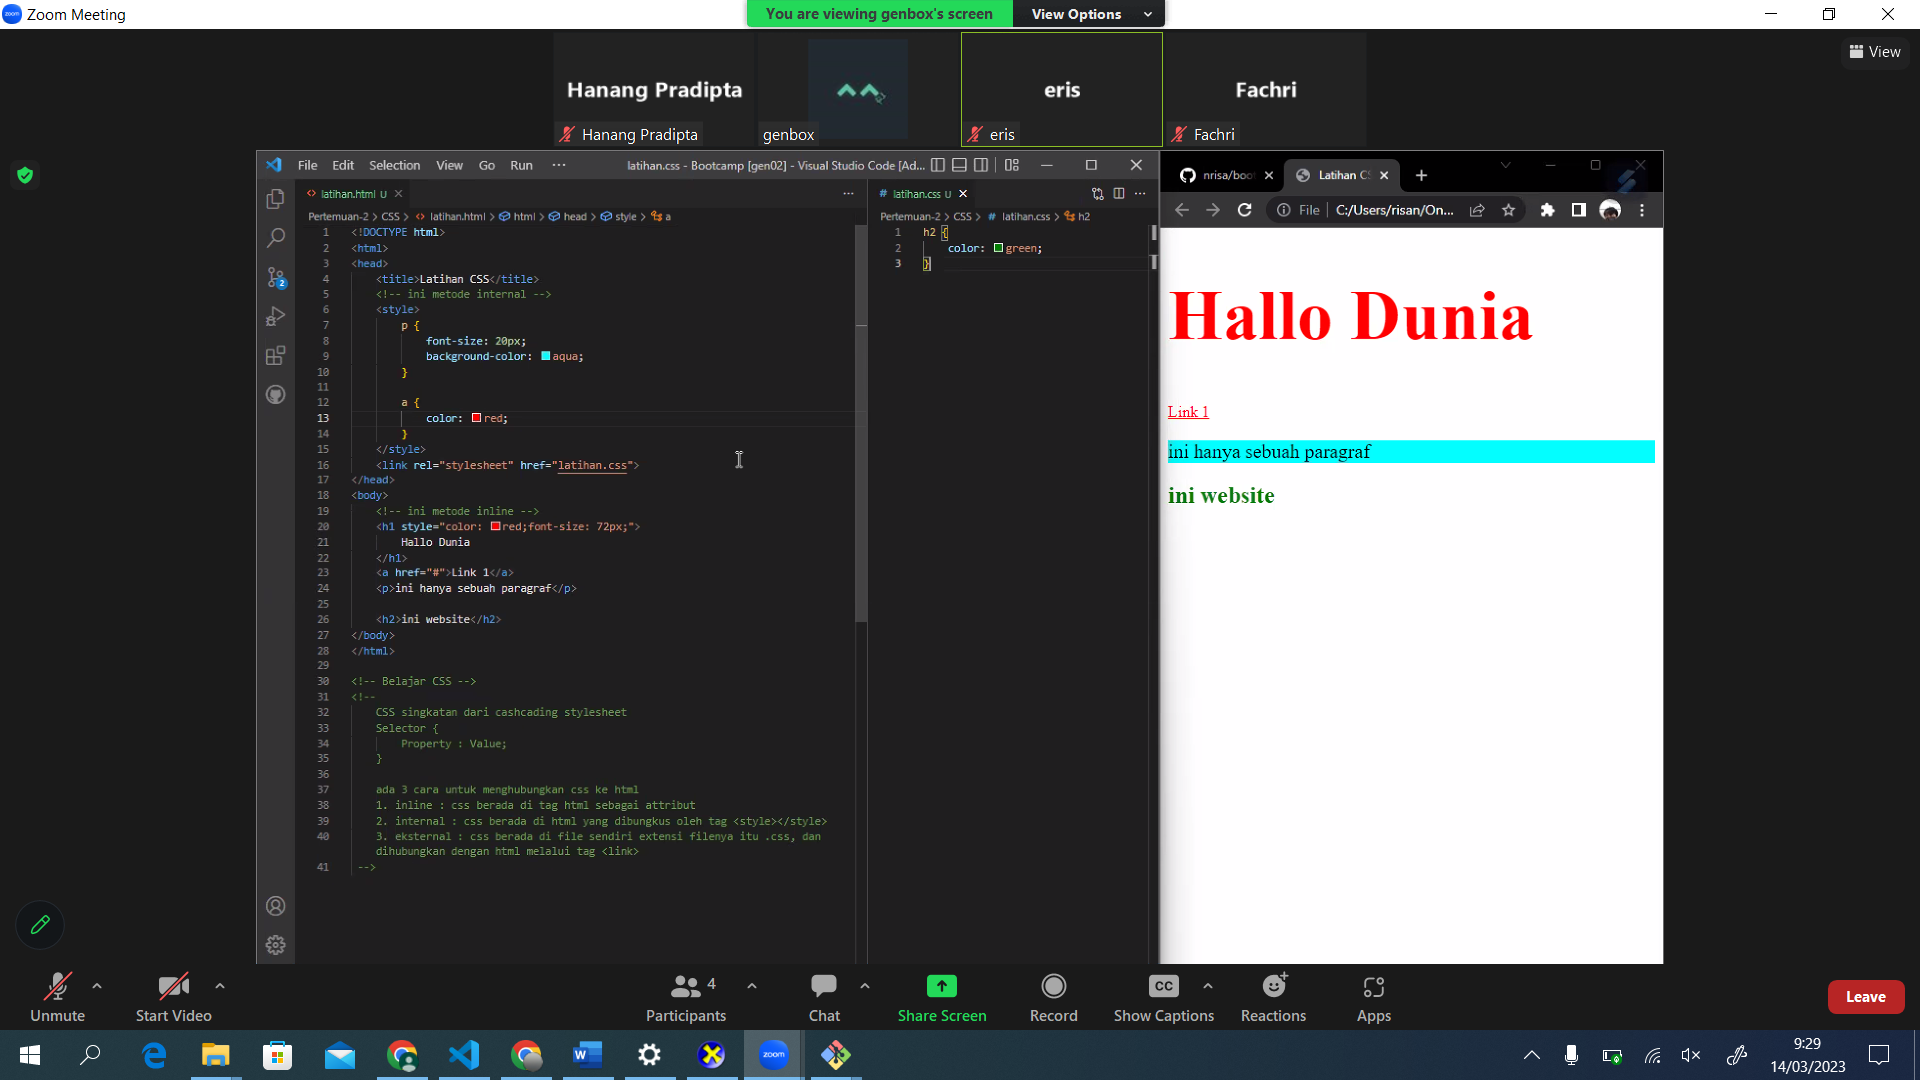 Zoom Meeting
You are viewing genbox's screen
View Options
View
Hanang Pradipta
eris
Fachri
Hanang Pradipta
genbox
eris
Fachri
File Edit Selection View Go Run ··· latihan.css - Bootcamp [gen02] - Visual Studio Code [Ad...
latihan.html U
Pertemuan-2 > CSS > latihan.html > html > head > style > a
1 <!DOCTYPE html>
2 <html>
3 <head>
4 <title>Latihan CSS</title>
5 <!-- ini metode internal -->
6 <style>
7 p {
8 font-size: 20px;
9 background-color: aqua;
10 }
11
12 a {
13 color: red;
14 }
15 </style>
16 <link rel="stylesheet" href="latihan.css">
17 </head>
18 <body>
19 <!-- ini metode inline -->
20 <h1 style="color: red;font-size: 72px;">
21 Hallo Dunia
22 </h1>
23 <a href="#">Link 1</a>
24 <p>ini hanya sebuah paragraf</p>
25
26 <h2>ini website</h2>
27 </body>
28 </html>
29
30 <!-- Belajar CSS -->
31 <!--
32 CSS singkatan dari cashcading stylesheet
33 Selector {
34 Property : Value;
35 }
36
37 ada 3 cara untuk menghubungkan css ke html
38 1. inline : css berada di tag html sebagai attribut
39 2. internal : css berada di html yang dibungkus oleh tag <style></style>
40 3. eksternal : css berada di file sendiri extensi filenya itu .css, dan
dihubungkan dengan html melalui tag <link>
41 -->
2
# latihan.css U
Pertemuan-2 > CSS > # latihan.css > h2
1 h2 {
2 color: green;
3 }
nrisa/boo
Latihan CS
File C:/Users/risan/On...
Hallo Dunia
Link 1
ini hanya sebuah paragraf
ini website
Unmute
Start Video
4
Participants
Chat
Share Screen
Record
CC
Show Captions
Reactions
Apps
Leave
zoom
9:29
14/03/2023